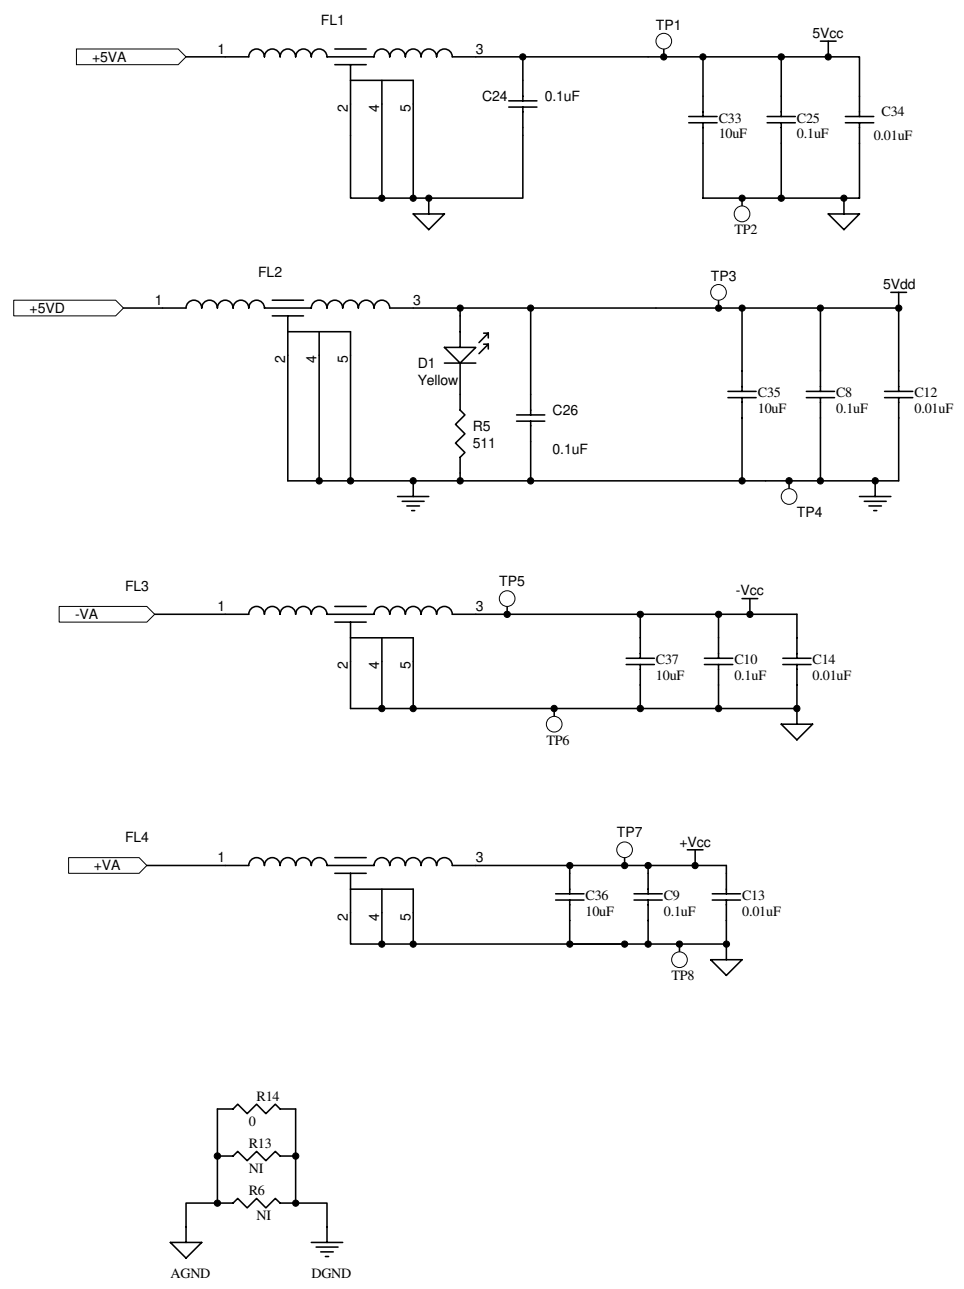 FL1
+5VA
1
3
TP1
5Vcc
2
4
5
C24
0.1uF
C33
10uF
C25
0.1uF
C34
0.01uF
TP2
FL2
+5VD
1
3
TP3
5Vdd
2
4
5
D1
Yellow
R5
511
C26
0.1uF
C35
10uF
C8
0.1uF
C12
0.01uF
TP4
FL3
-VA
1
3
TP5
-Vcc
2
4
5
C37
10uF
C10
0.1uF
C14
0.01uF
TP6
FL4
+VA
1
3
TP7
+Vcc
2
4
5
C36
10uF
C9
0.1uF
C13
0.01uF
TP8
R14
0
R13
NI
R6
NI
AGND
DGND